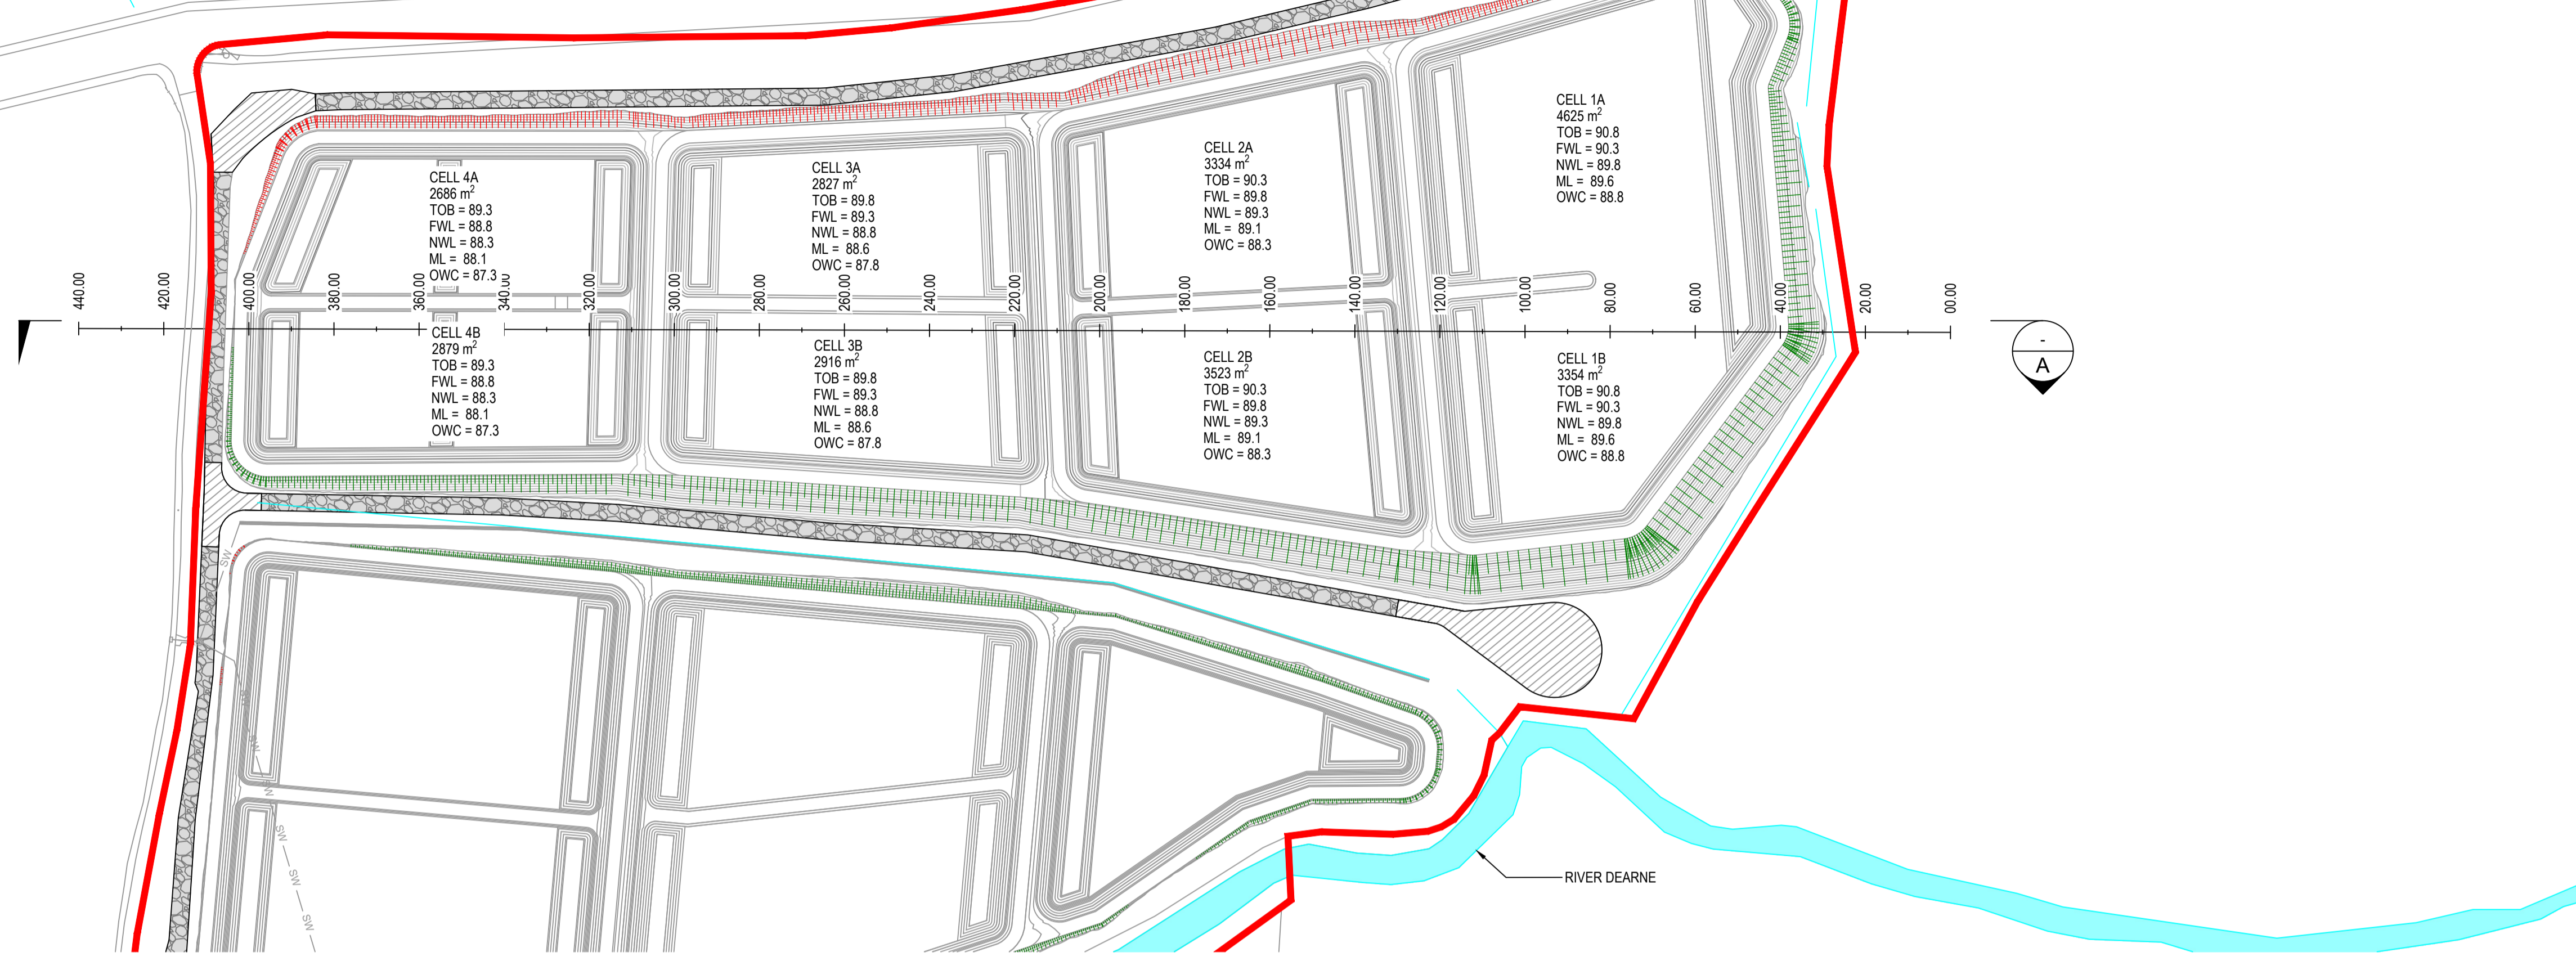 CELL 1A
4625 m²
TOB = 90.8
FWL = 90.3
NWL = 89.8
ML = 89.6
OWC = 88.8
CELL 2A
3334 m²
TOB = 90.3
FWL = 89.8
NWL = 89.3
ML = 89.1
OWC = 88.3
CELL 3A
2827 m²
TOB = 89.8
FWL = 89.3
NWL = 88.8
ML = 88.6
OWC = 87.8
CELL 4A
2686 m²
TOB = 89.3
FWL = 88.8
NWL = 88.3
ML = 88.1
OWC = 87.3
440.00
420.00
400.00
380.00
360.00
340.00
320.00
300.00
280.00
260.00
240.00
220.00
200.00
180.00
160.00
140.00
120.00
100.00
80.00
60.00
40.00
20.00
00.00
-
A
CELL 4B
2879 m²
TOB = 89.3
FWL = 88.8
NWL = 88.3
ML = 88.1
OWC = 87.3
CELL 3B
2916 m²
TOB = 89.8
FWL = 89.3
NWL = 88.8
ML = 88.6
OWC = 87.8
CELL 2B
3523 m²
TOB = 90.3
FWL = 89.8
NWL = 89.3
ML = 89.1
OWC = 88.3
CELL 1B
3354 m²
TOB = 90.8
FWL = 90.3
NWL = 89.8
ML = 89.6
OWC = 88.8
SW
SW
SW
SW
SW
SW
SW
RIVER DEARNE